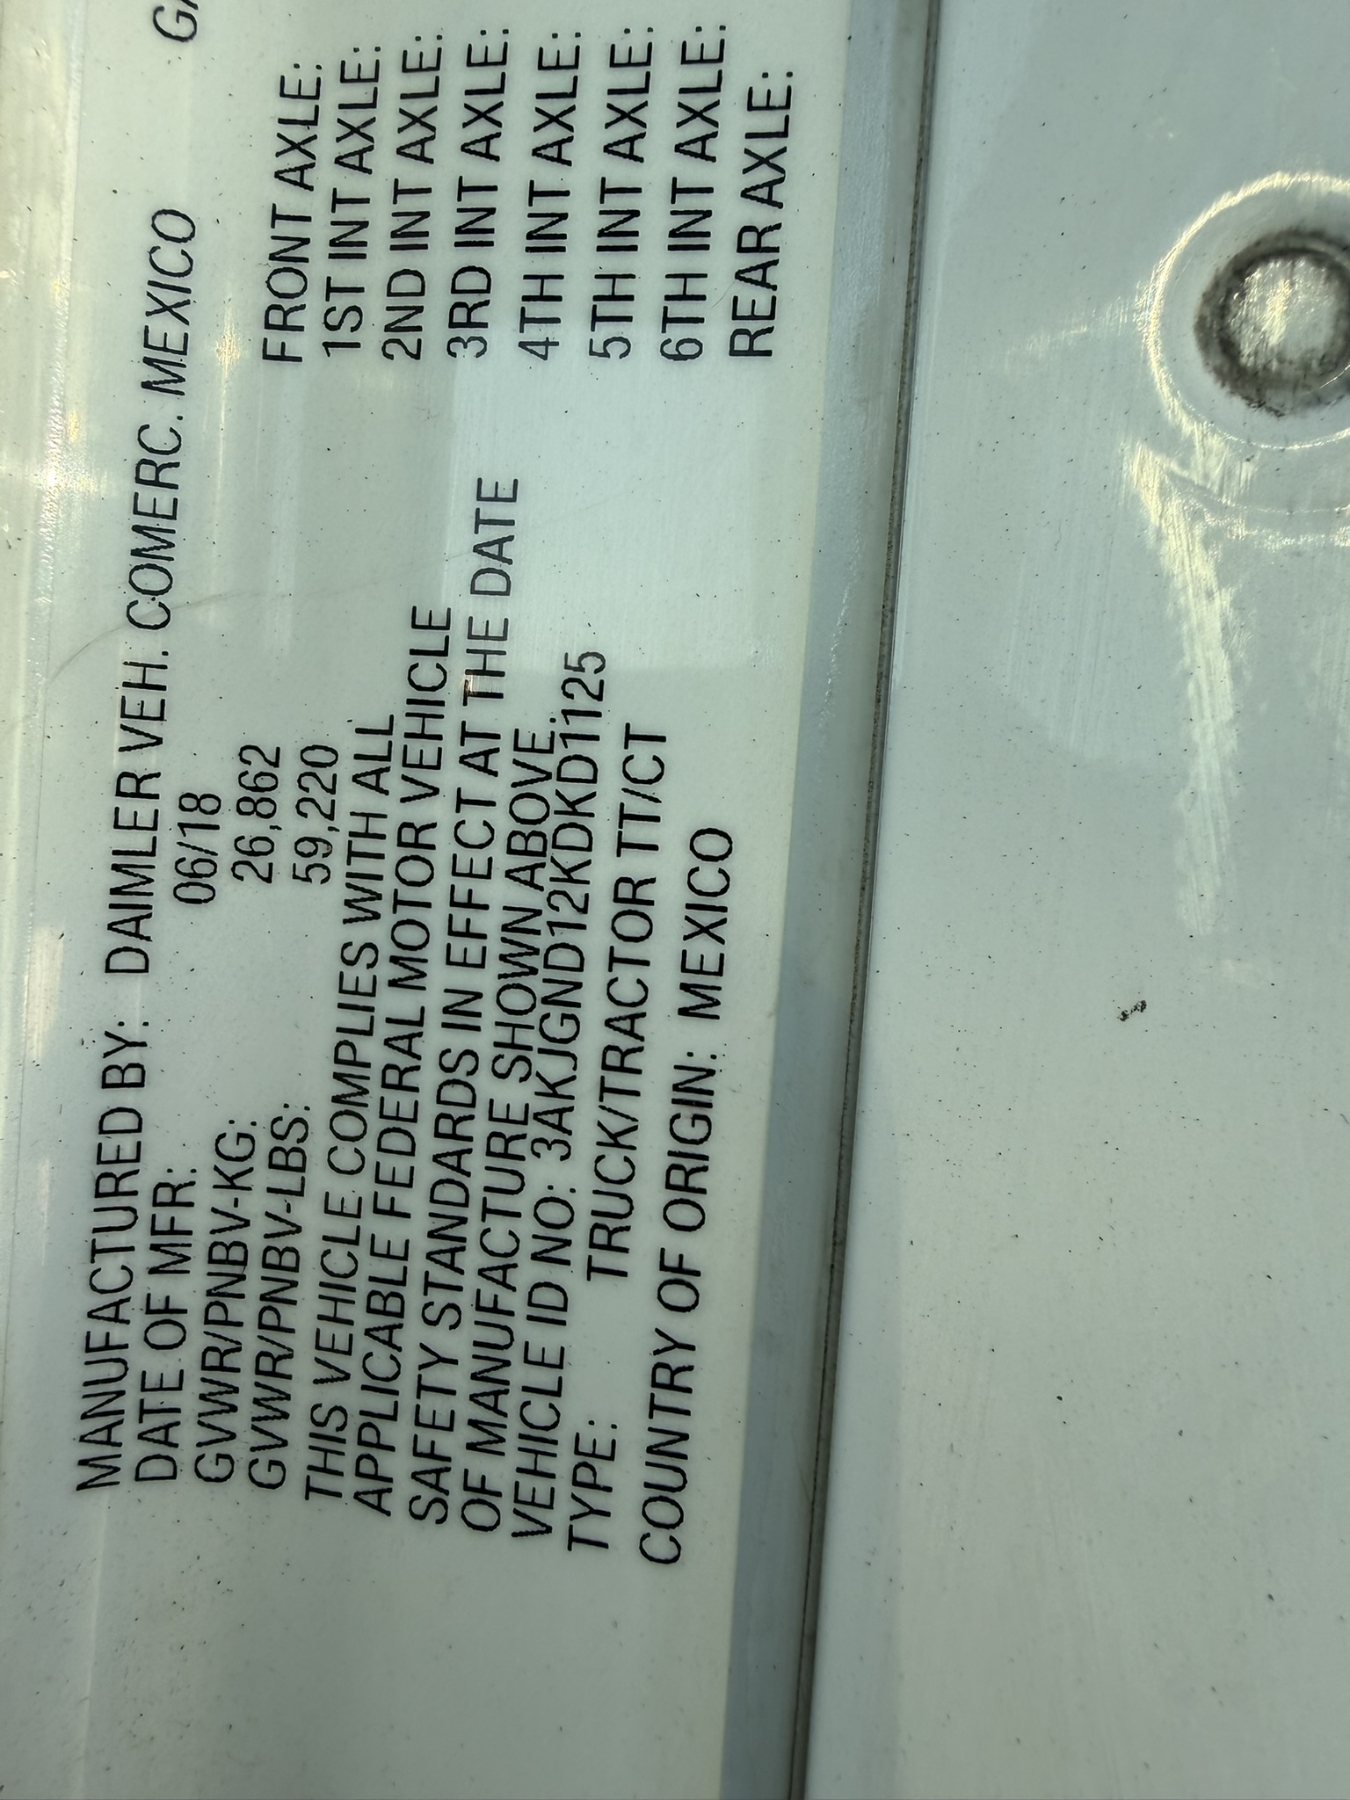 MANUFACTURED BY: DAIMLER VEH. COMERC. MEXICO
DATE OF MFR: 06/18
GVWR/PNBV-KG: 26,862
GVWR/PNBV-LBS: 59,220
THIS VEHICLE COMPLIES WITH ALL
APPLICABLE FEDERAL MOTOR VEHICLE
SAFETY STANDARDS IN EFFECT AT THE DATE
OF MANUFACTURE SHOWN ABOVE.
VEHICLE ID NO: 3AKJGND12KDKD1125
TYPE: TRUCK/TRACTOR TT/CT
COUNTRY OF ORIGIN: MEXICO
FRONT AXLE:
1ST INT AXLE:
2ND INT AXLE:
3RD INT AXLE:
4TH INT AXLE:
5TH INT AXLE:
6TH INT AXLE:
REAR AXLE: